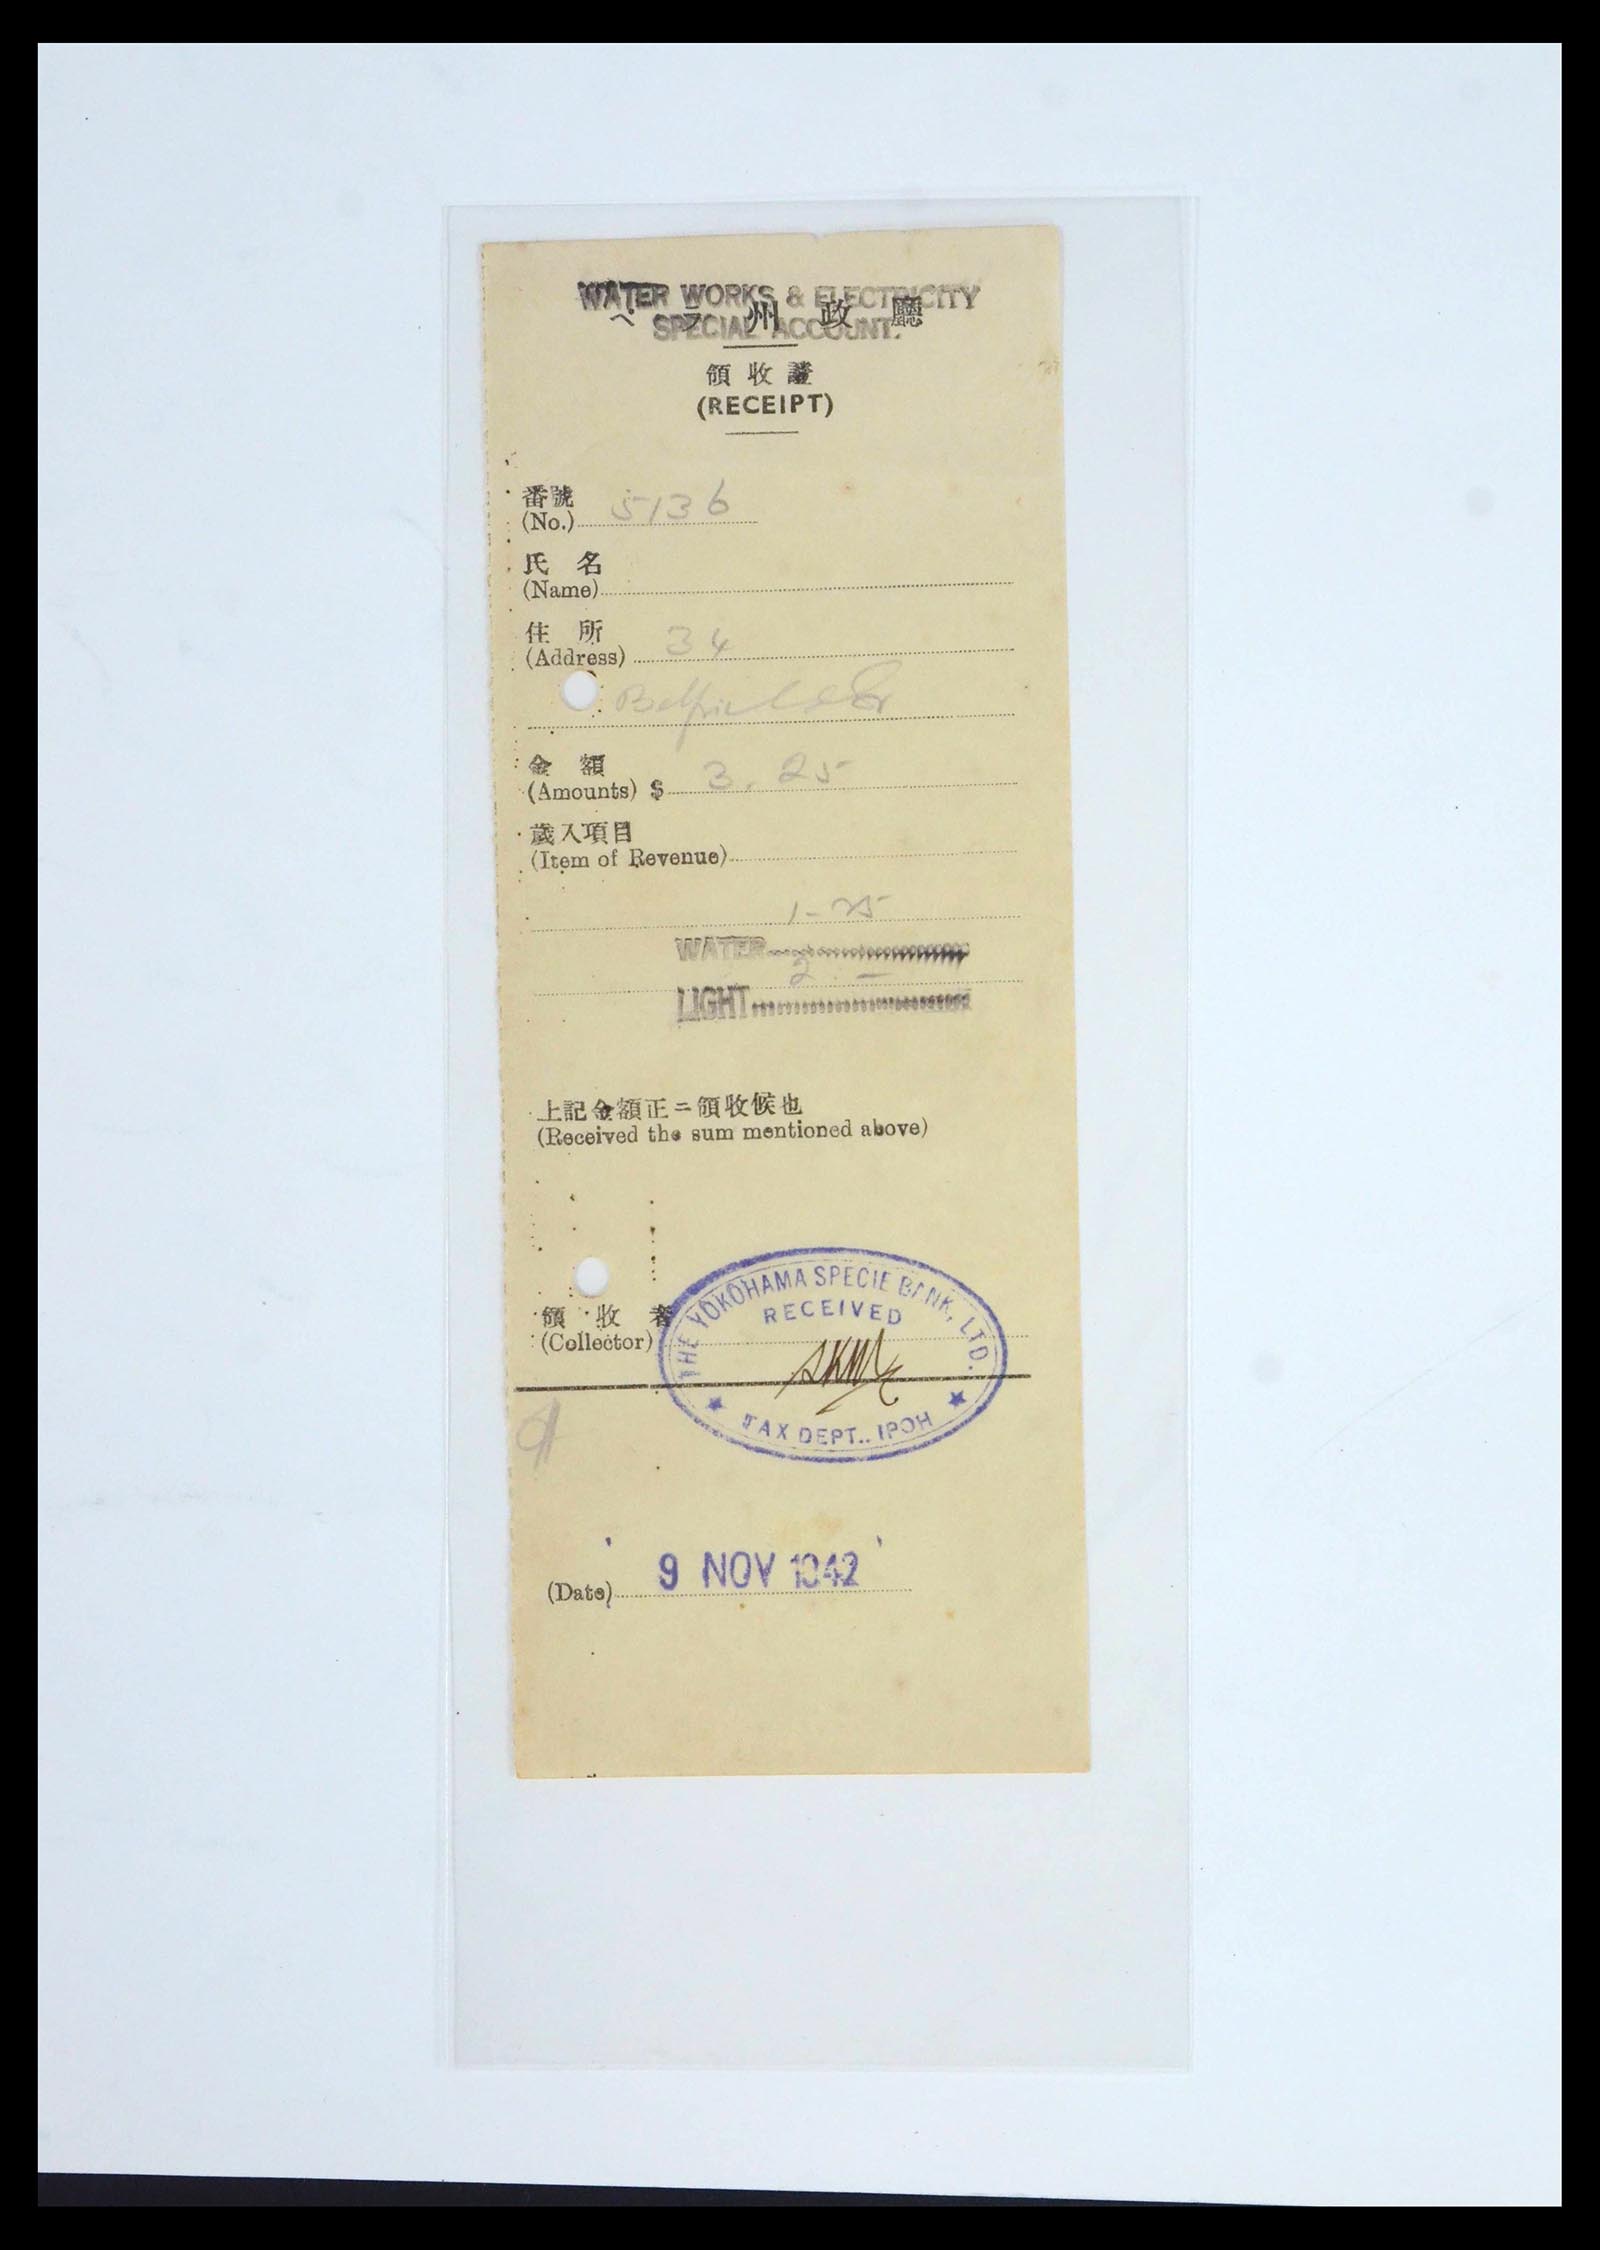 WATER WORKS & ELECTRICITY
ペラ州政廳
SPECIAL ACCOUNT.
領收證
(RECEIPT)
番號
(No.) 5136
氏名
(Name)
住所
(Address) 34
金額
(Amounts) $ 3.25
歲入項目
(Item of Revenue)
1-25
WATER
2 -
LIGHT
上記金額正ニ領收候也
(Received the sum mentioned above)
THE YOKOHAMA SPECIE BANK, LTD.
RECEIVED
領收者
(Collector)
TAX DEPT., IPOH
9 NOV 1942
(Date)